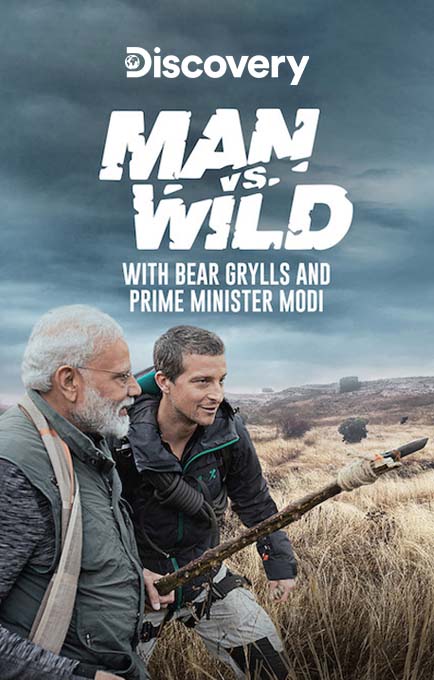 Discovery
MAN
VS.
WILD
WITH BEAR GRYLLS AND
PRIME MINISTER MODI